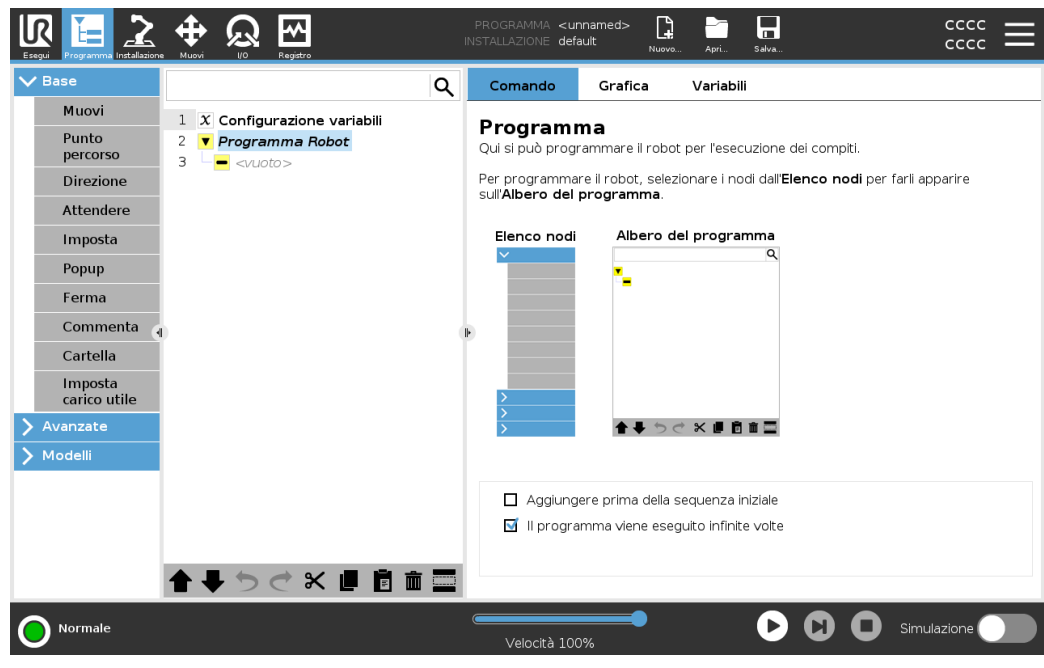 PROGRAMMA <unnamed>
INSTALLAZIONE default
CCCC
CCCC
Esegui
Programma
Installazione
Muovi
I/O
Registro
Nuovo...
Apri...
Salva...
Base
Muovi
Punto
percorso
Direzione
Attendere
Imposta
Popup
Ferma
Commenta
Cartella
Imposta
carico utile
Avanzate
Modelli
1 X Configurazione variabili
2 Programma Robot
3 <vuoto>
Comando
Grafica
Variabili
Programma
Qui si può programmare il robot per l'esecuzione dei compiti.
Per programmare il robot, selezionare i nodi dall'Elenco nodi per farli apparire
sull'Albero del programma.
Elenco nodi
Albero del programma
Aggiungere prima della sequenza iniziale
Il programma viene eseguito infinite volte
Normale
Velocità 100%
Simulazione